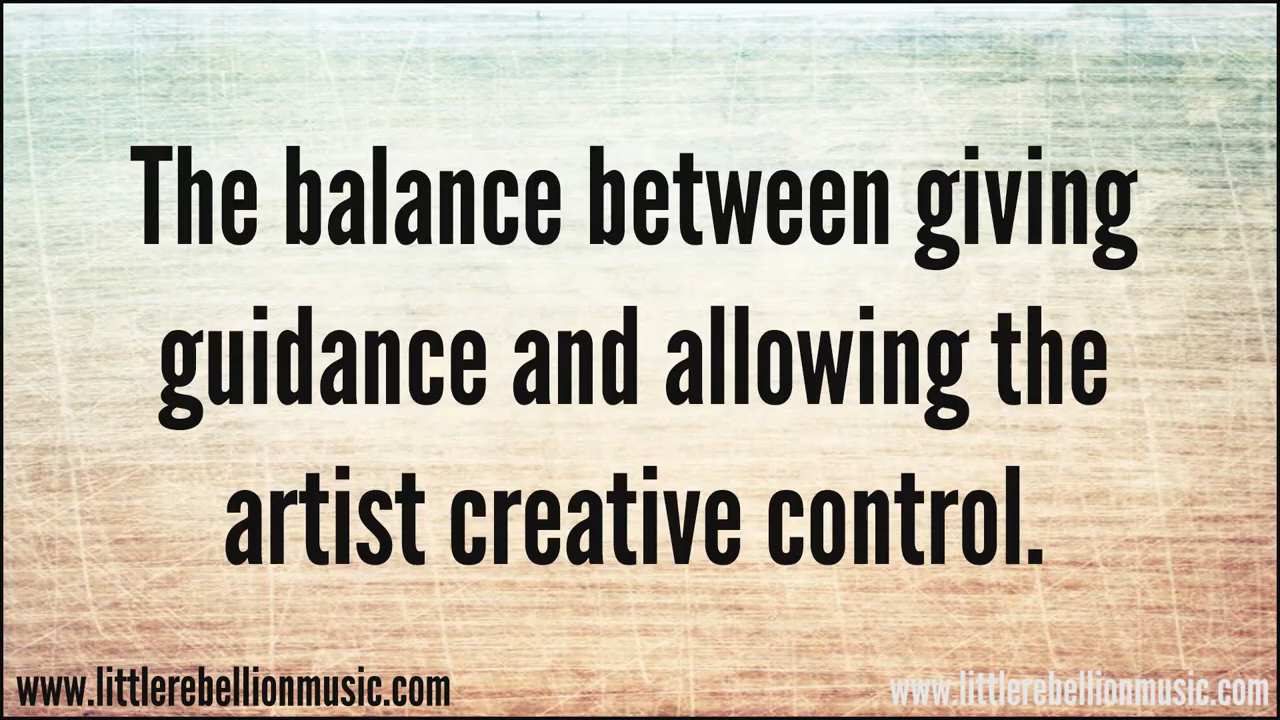 The balance between giving
guidance and allowing the
artist creative control.
www.littlerebellionmusic.com
www.littlerebellionmusic.com